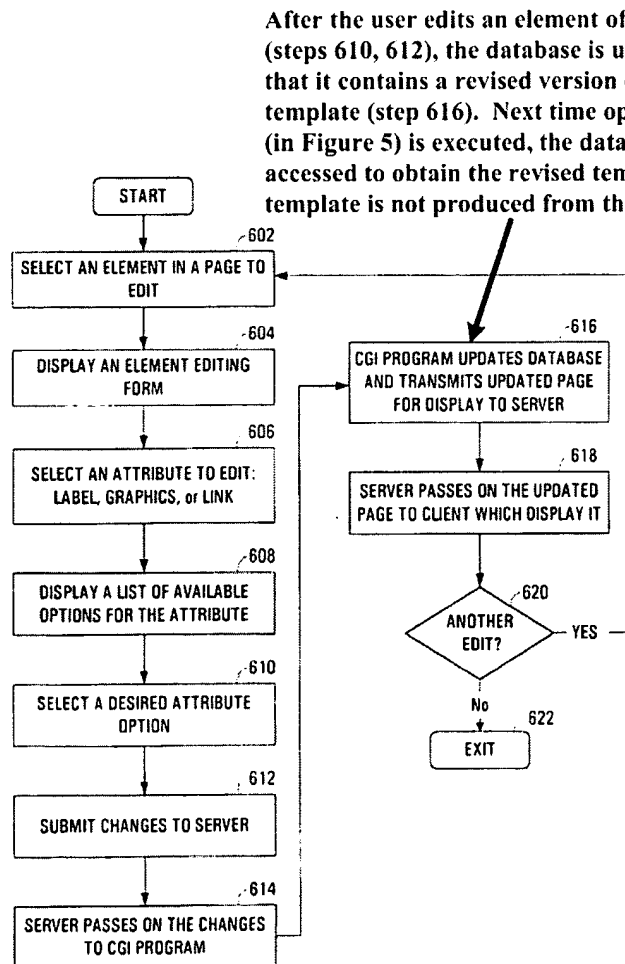 After the user edits an element of
(steps 610, 612), the database is u
that it contains a revised version
template (step 616). Next time op
(in Figure 5) is executed, the data
accessed to obtain the revised tem
template is not produced from th
START
602
SELECT AN ELEMENT IN A PAGE TO
EDIT
604
DISPLAY AN ELEMENT EDITING
FORM
606
SELECT AN ATTRIBUTE TO EDIT:
LABEL, GRAPHICS, or LINK
608
DISPLAY A LIST OF AVAILABLE
OPTIONS FOR THE ATTRIBUTE
610
SELECT A DESIRED ATTRIBUTE
OPTION
612
SUBMIT CHANGES TO SERVER
614
SERVER PASSES ON THE CHANGES
TO CGI PROGRAM
616
CGI PROGRAM UPDATES DATABASE
AND TRANSMITS UPDATED PAGE
FOR DISPLAY TO SERVER
618
SERVER PASSES ON THE UPDATED
PAGE TO CLIENT WHICH DISPLAY IT
620
ANOTHER
EDIT?
YES
No
622
EXIT